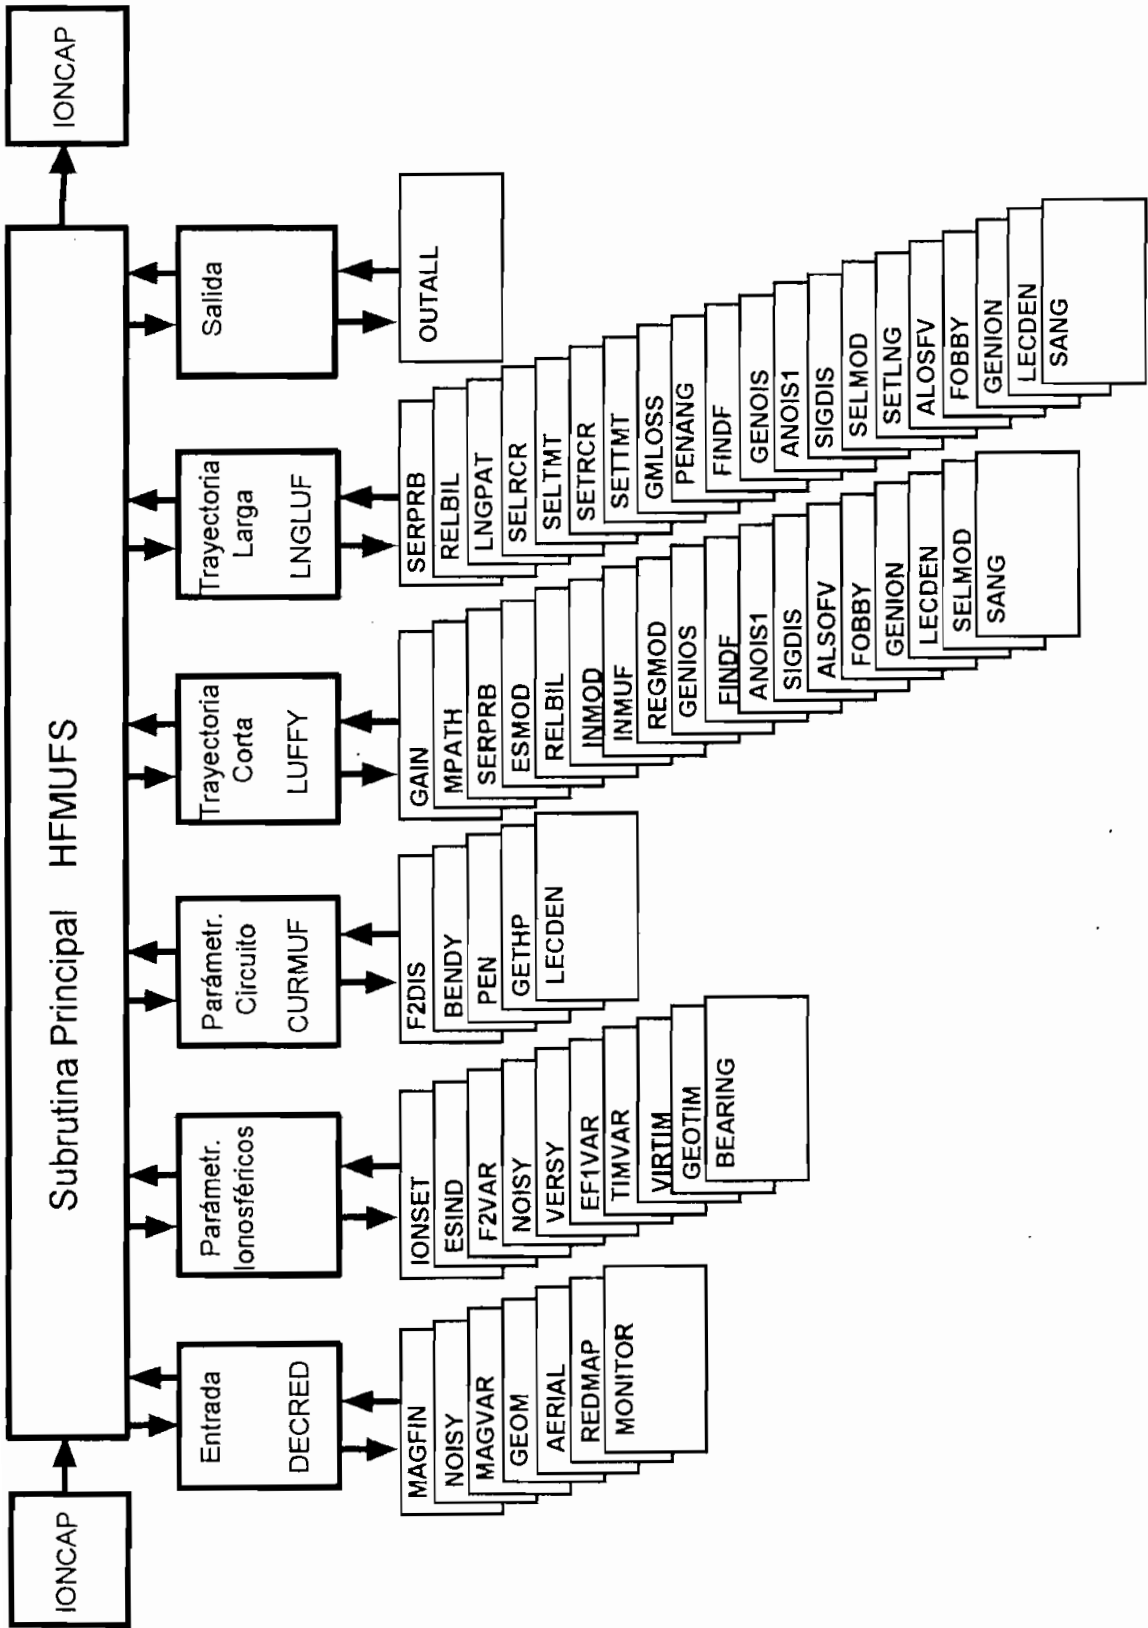 IONCAP
Subrutina Principal HFMUFS
IONCAP
Entrada
DECRED
Parámetr.
Ionosféricos
Parámetr.
Circuito
CURMUF
Trayectoria
Corta
LUFFY
Trayectoria
Larga
LNGLUF
Salida
MAGFIN
NOISY
MAGVAR
GEOM
AERIAL
REDMAP
MONITOR
IONSET
ESIND
F2VAR
NOISY
VERSY
EF1VAR
TIMVAR
VIRTIM
GEOTIM
BEARING
F2DIS
BENDY
PEN
GETHP
LECDEN
GAIN
MPATH
SERPRB
ESMOD
RELBIL
INMOD
INMUF
REGMOD
GENIOS
FINDF
ANOIS1
SIGDIS
ALSOFV
FOBBY
GENION
LECDEN
SELMOD
SANG
SERPRB
RELBIL
LNGPAT
SELRCR
SELTMT
SETRCR
SETTMT
GMLOSS
PENANG
FINDF
GENOIS
ANOIS1
SIGDIS
SELMOD
SETLNG
ALOSFV
FOBBY
GENION
LECDEN
SANG
OUTALL